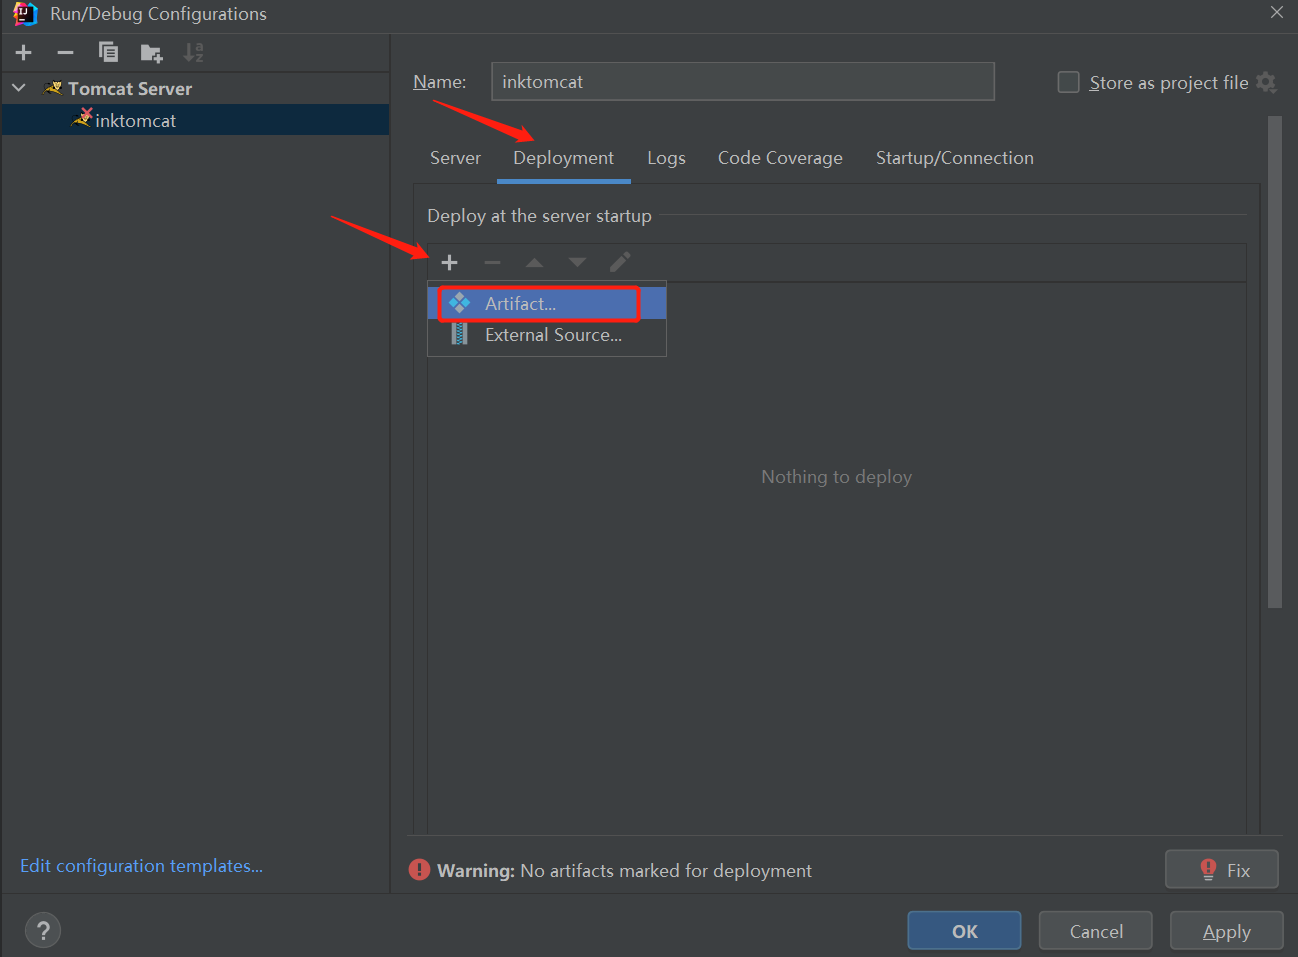 Run/Debug Configurations
Tomcat Server
inktomcat
Name: inktomcat
Store as project file
Server Deployment Logs Code Coverage Startup/Connection
Deploy at the server startup
Artifact...
External Source...
Nothing to deploy
Edit configuration templates...
Warning: No artifacts marked for deployment
Fix
?
OK Cancel Apply